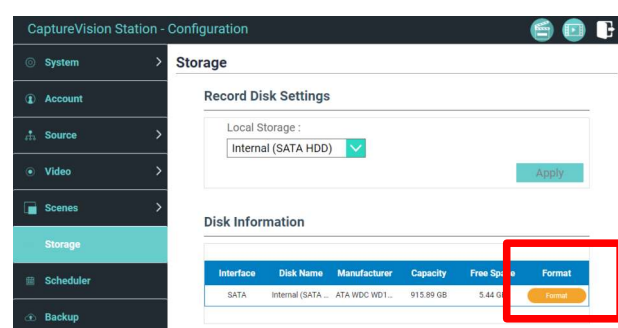 CaptureVision Station - Configuration
System
Storage
Account
Record Disk Settings
Source
Local Storage :
Internal (SATA HDD)
Video
Apply
Scenes
Disk Information
Storage
Interface Disk Name Manufacturer Capacity Free Space Format
Scheduler
SATA Internal (SATA ... ATA WDC WD1... 915.89 GB 5.44 GB Format
Backup